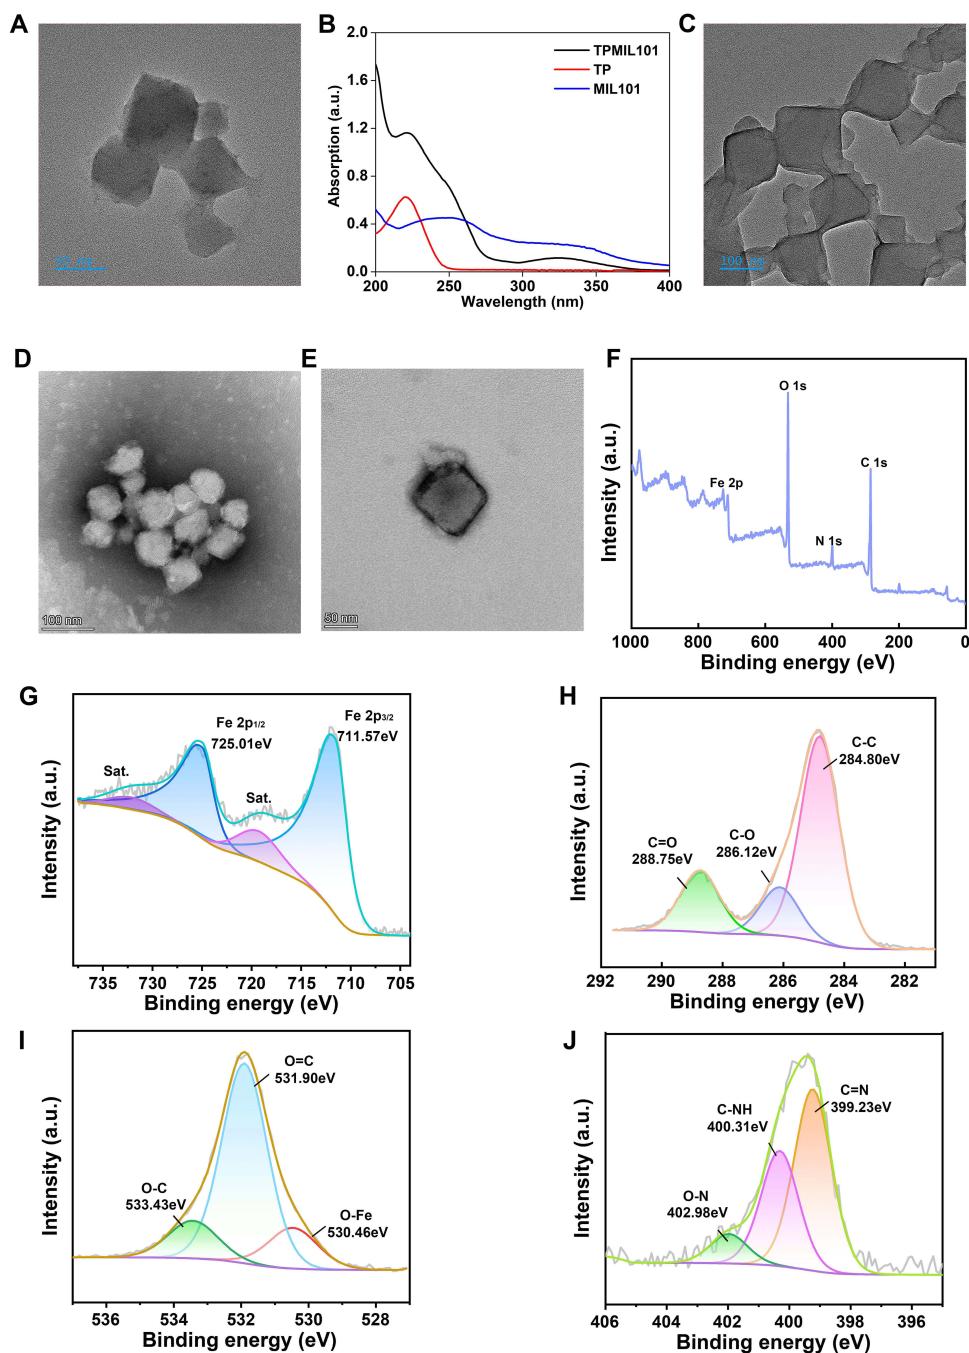 A
20 nm
B
2.0
1.6
1.2
0.8
0.4
0.0
Absorption (a.u.)
TPMIL101
TP
MIL101
200
250
300
350
400
Wavelength (nm)
C
100 nm
D
100 nm
E
50 nm
F
Intensity (a.u.)
O 1s
C 1s
Fe 2p
N 1s
1000
800
600
400
200
0
Binding energy (eV)
G
Intensity (a.u.)
Fe 2p1/2
725.01eV
Fe 2p3/2
711.57eV
Sat.
Sat.
735
730
725
720
715
710
705
Binding energy (eV)
H
Intensity (a.u.)
C-C
284.80eV
C-O
286.12eV
C=O
288.75eV
292
290
288
286
284
282
Binding energy (eV)
I
Intensity (a.u.)
O=C
531.90eV
O-C
533.43eV
O-Fe
530.46eV
536
534
532
530
528
Binding energy (eV)
J
Intensity (a.u.)
C=N
399.23eV
C-NH
400.31eV
O-N
402.98eV
406
404
402
400
398
396
Binding energy (eV)